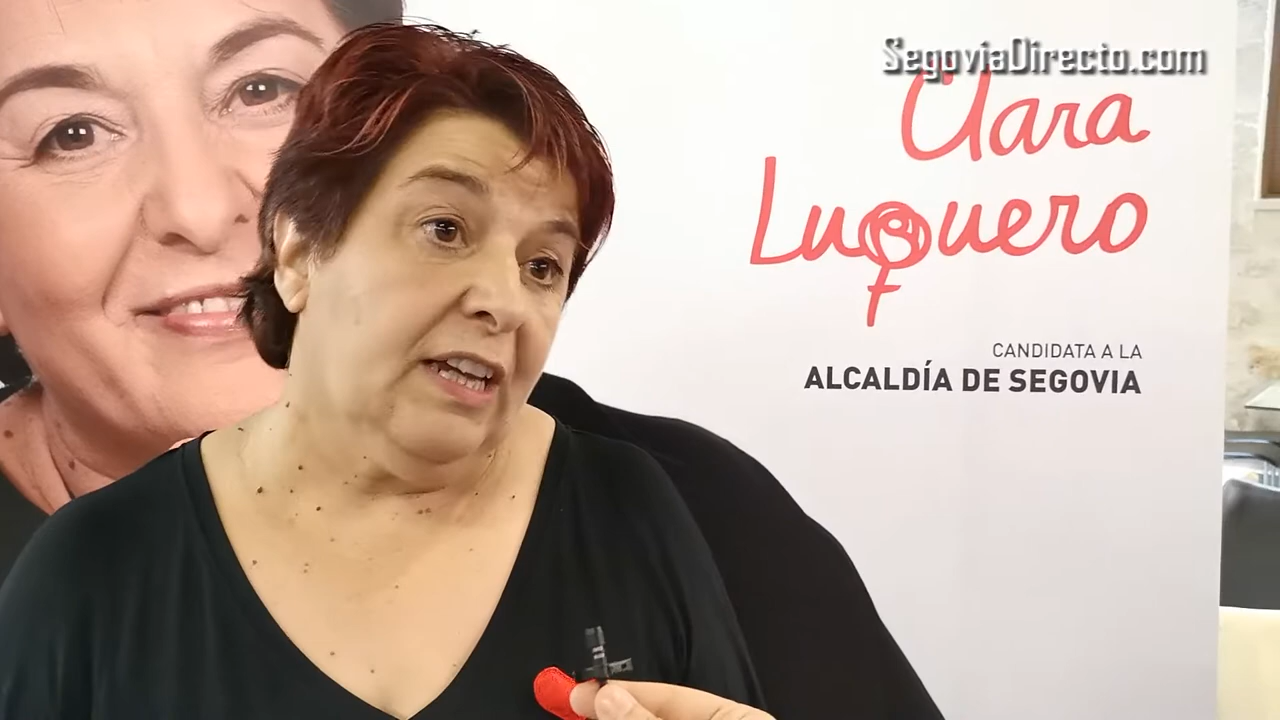 SegoviaDirecto.com
Clara
Luquero
CANDIDATA A LA
ALCALDÍA DE SEGOVIA